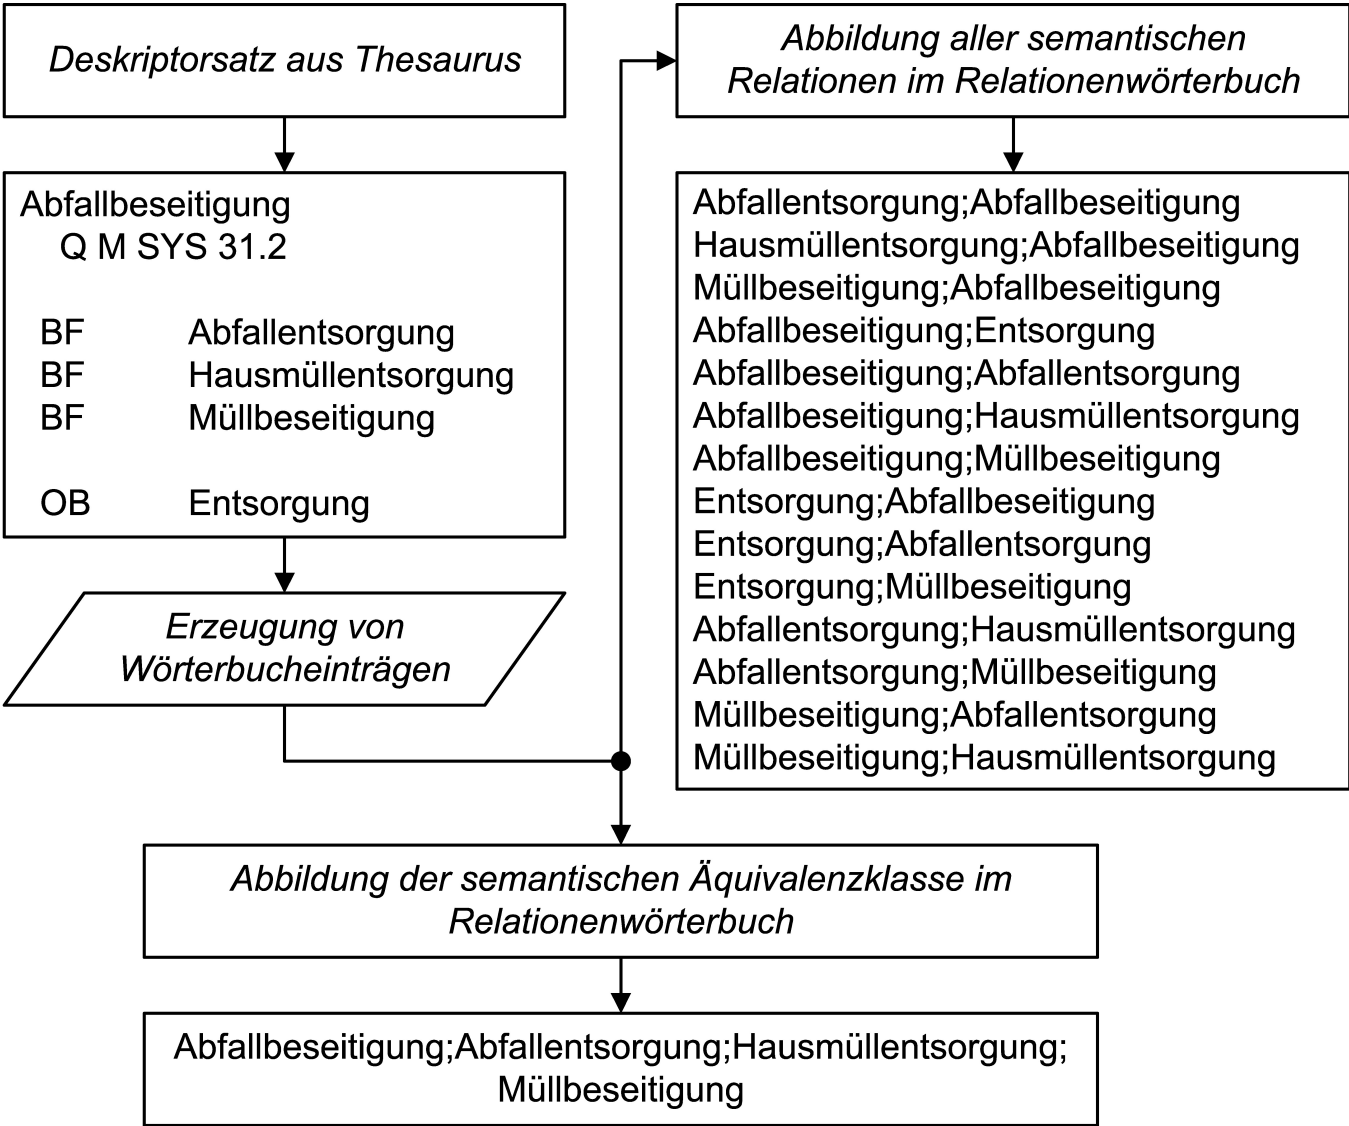 Deskriptorsatz aus Thesaurus
Abfallbeseitigung
Q M SYS 31.2
BF Abfallentsorgung
BF Hausmüllentsorgung
BF Müllbeseitigung
OB Entsorgung
Erzeugung von
Wörterbucheinträgen
Abbildung aller semantischen
Relationen im Relationenwörterbuch
Abfallentsorgung;Abfallbeseitigung
Hausmüllentsorgung;Abfallbeseitigung
Müllbeseitigung;Abfallbeseitigung
Abfallbeseitigung;Entsorgung
Abfallbeseitigung;Abfallentsorgung
Abfallbeseitigung;Hausmüllentsorgung
Abfallbeseitigung;Müllbeseitigung
Entsorgung;Abfallbeseitigung
Entsorgung;Abfallentsorgung
Entsorgung;Müllbeseitigung
Abfallentsorgung;Hausmüllentsorgung
Abfallentsorgung;Müllbeseitigung
Müllbeseitigung;Abfallentsorgung
Müllbeseitigung;Hausmüllentsorgung
Abbildung der semantischen Äquivalenzklasse im
Relationenwörterbuch
Abfallbeseitigung;Abfallentsorgung;Hausmüllentsorgung;
Müllbeseitigung